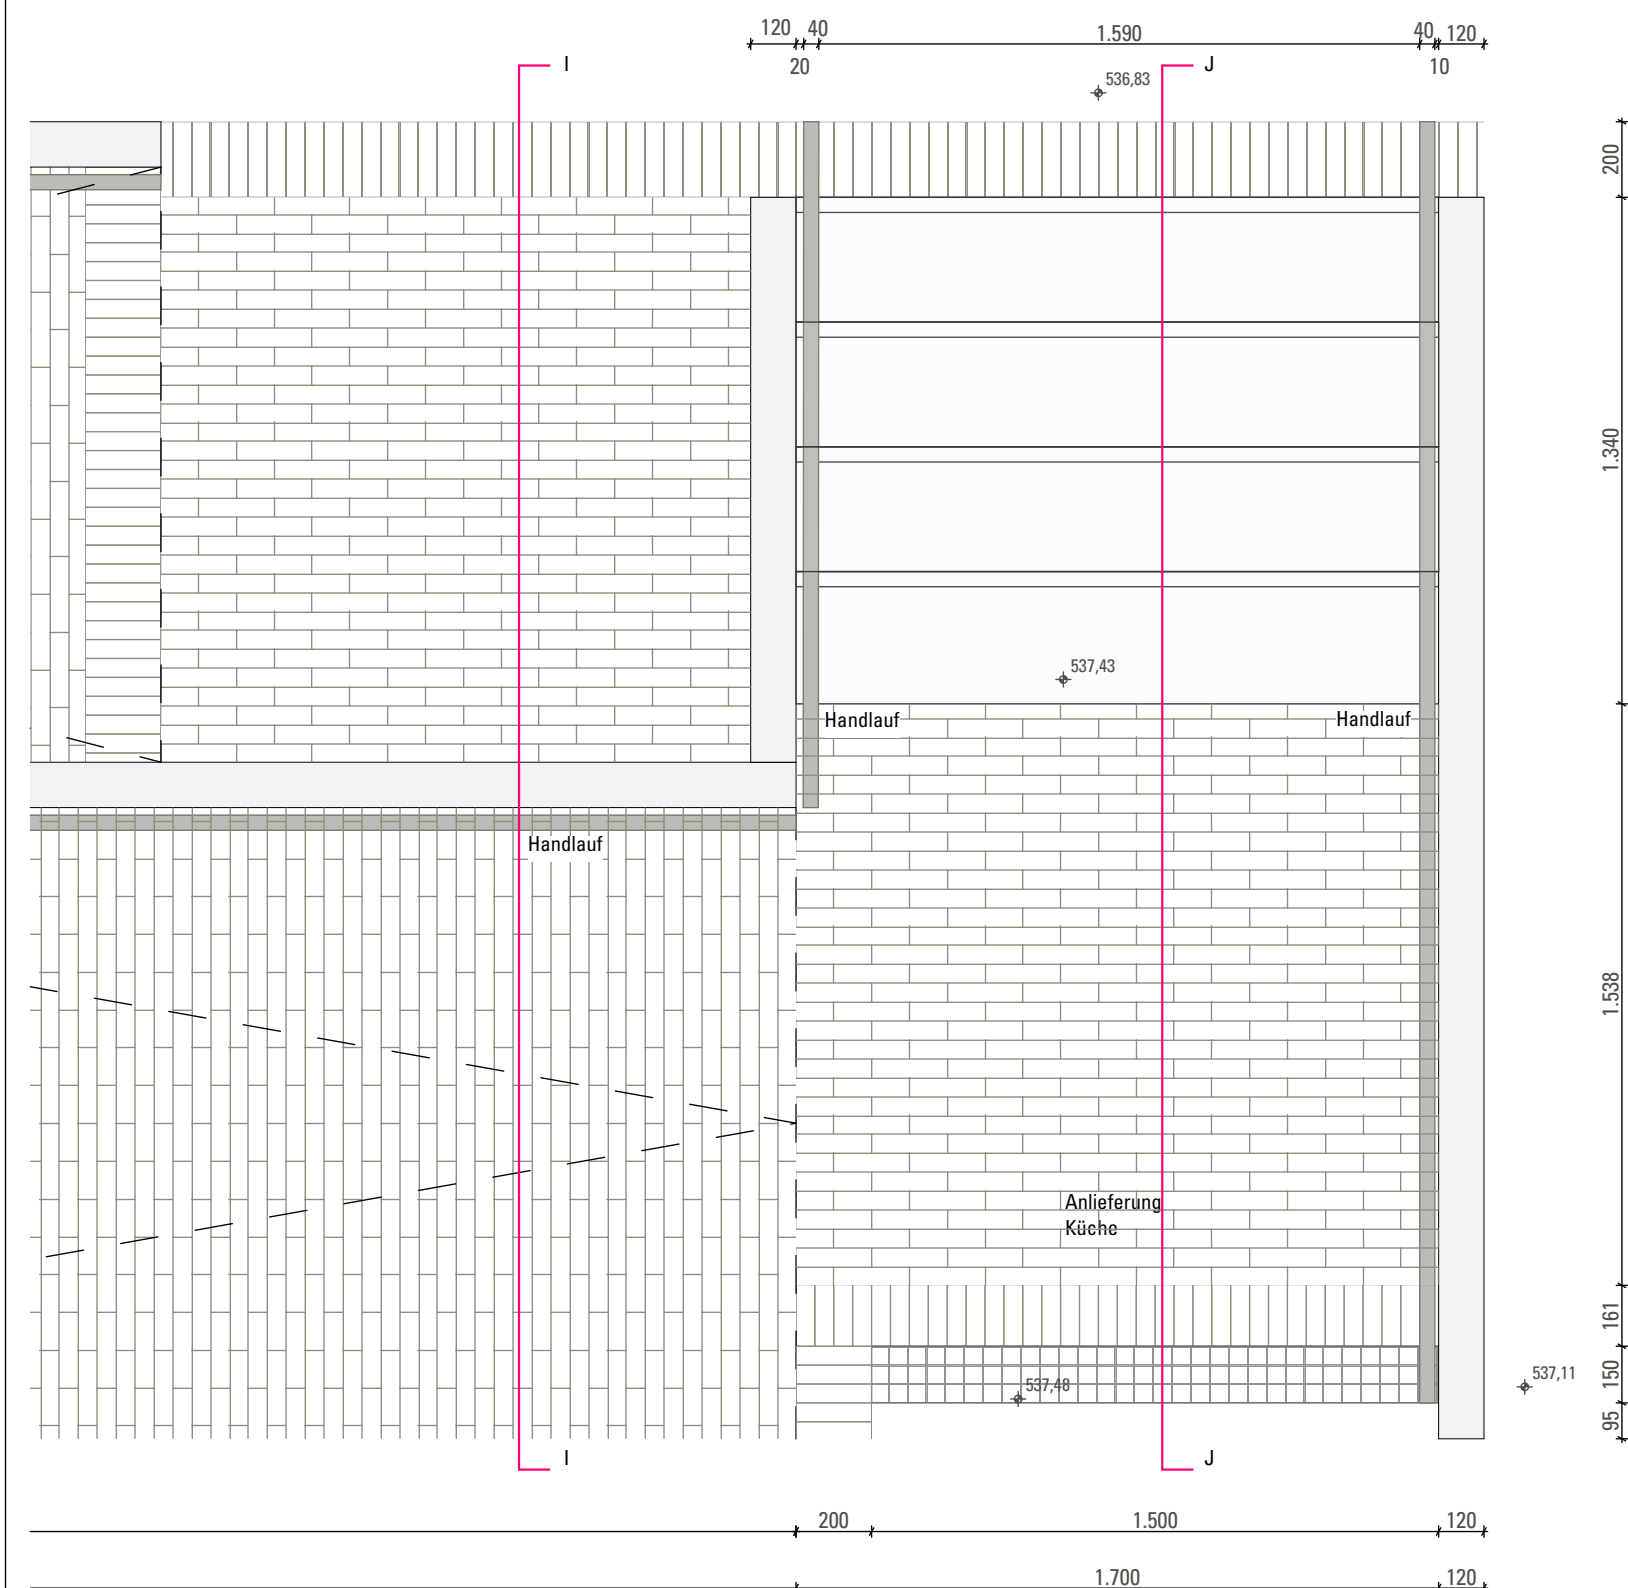 120 40 1.590 40 120
20 10
I J
536,83
200
1.340
537,43
Handlauf Handlauf
Handlauf
1.538
Anlieferung
Küche
161
150
95
537,48
537,11
I J
200 1.500 120
1.700 120